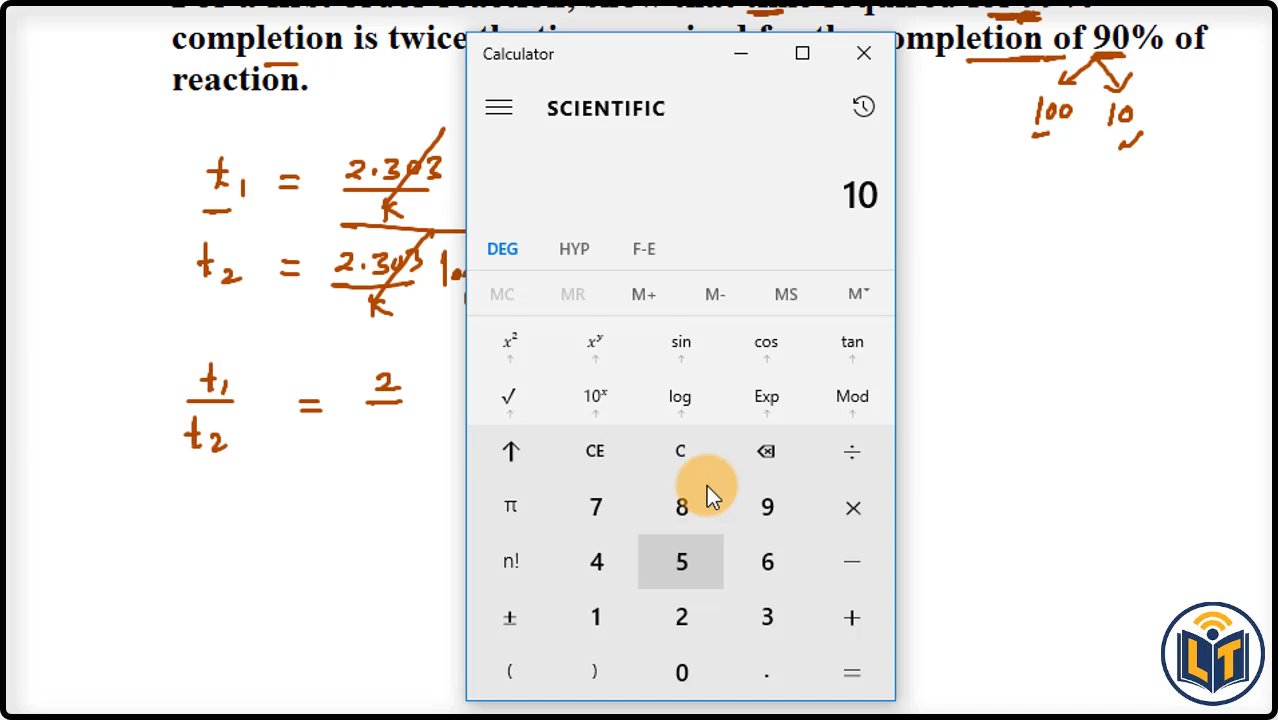 completion is twice
completion of 90% of
reaction.
100 10
t1 = 2.303
K
t2 = 2.303
K
t1
t2
= 2
Calculator
SCIENTIFIC
10
DEG HYP F-E
MC MR M+ M- MS M
x² xʸ sin cos tan
√ 10ˣ log Exp Mod
↑ CE C ÷
π 7 8 9 ×
n! 4 5 6 −
± 1 2 3 +
( ) 0 . =
LT